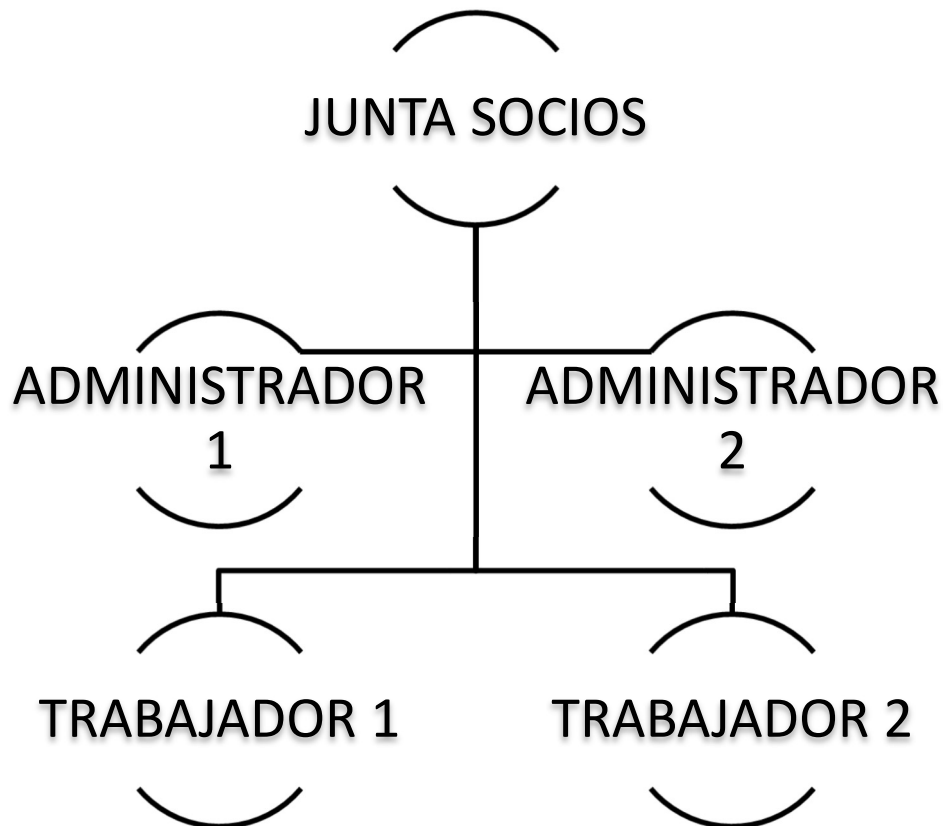 JUNTA SOCIOS
ADMINISTRADOR
1
ADMINISTRADOR
2
TRABAJADOR 1
TRABAJADOR 2